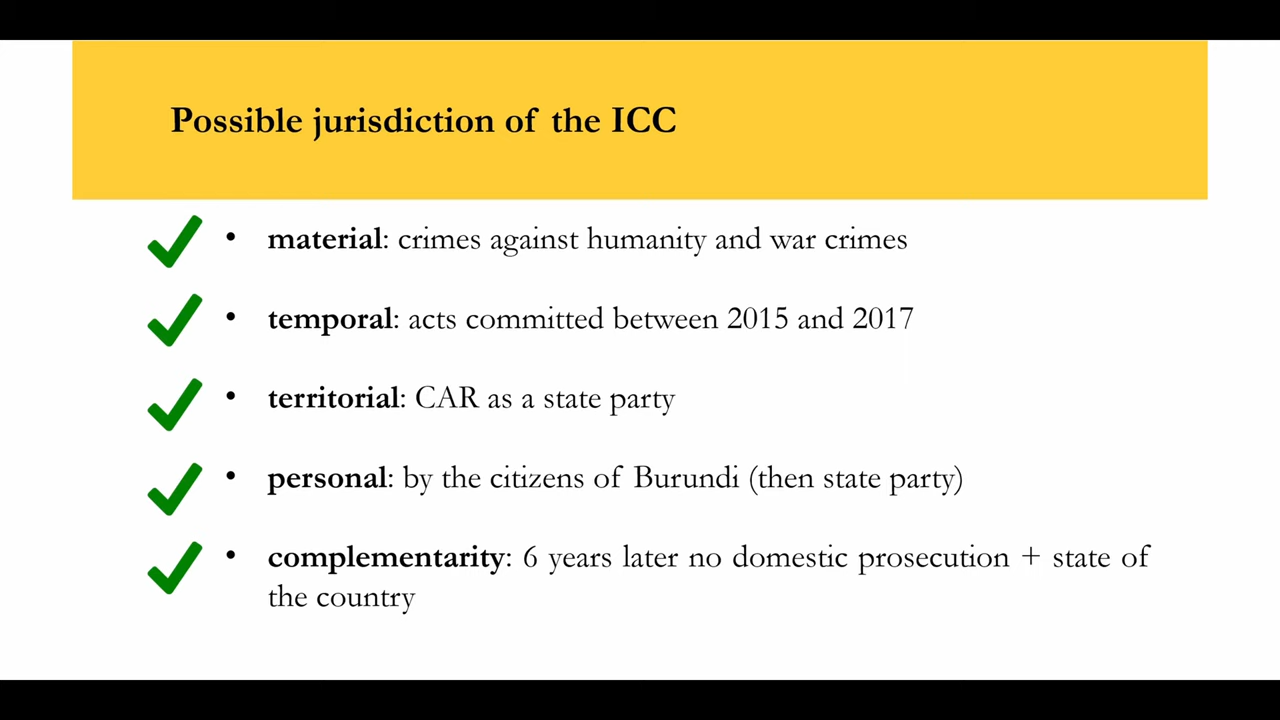 Possible jurisdiction of the ICC
• material: crimes against humanity and war crimes
• temporal: acts committed between 2015 and 2017
• territorial: CAR as a state party
• personal: by the citizens of Burundi (then state party)
• complementarity: 6 years later no domestic prosecution + state of
the country